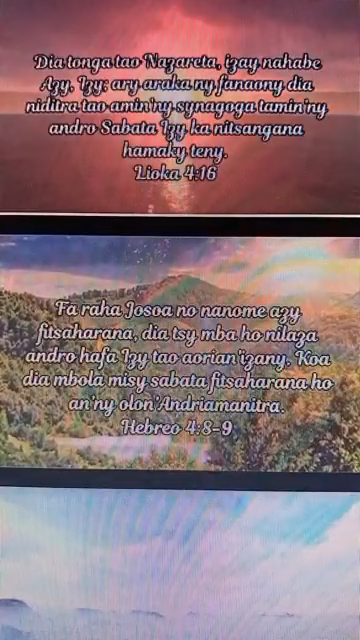 Dia tonga tao Nazareta, izay nahabe
Azy, Izy; ary araka ny fanaony dia
niditra tao amin'ny synagoga tamin'ny
andro Sabata Izy ka nitsangana
hamaky teny.
Lioka 4:16
Fa raha Josoa no nanome azy
fitsaharana, dia tsy mba ho nilaza
andro hafa Izy tao aorian'izany. Koa
dia mbola misy sabata fitsaharana ho
an'ny olon'Andriamanitra.
Hebreo 4:8-9